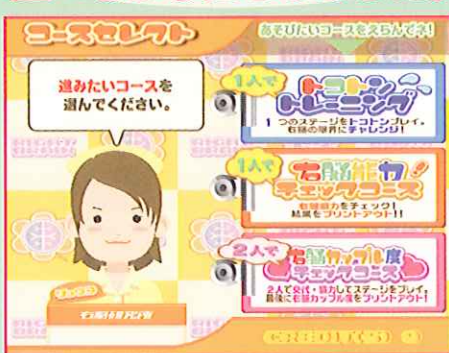 コースセレクト
あそびたいコースをえらんでネ!
進みたいコースを
選んでください。
1人で
トコトン
トレーニング
1つのステージをトコトンプレイ。
右脳の限界にチャレンジ!
1人で
右脳能力
チェックコース
右脳能力をチェック!
結果をプリントアウト!!
2人で
右脳カップル度
チェックコース
2人で交代・協力してステージをプレイ。
最後に右脳カップル度をプリントアウト!
CREDIT(S)